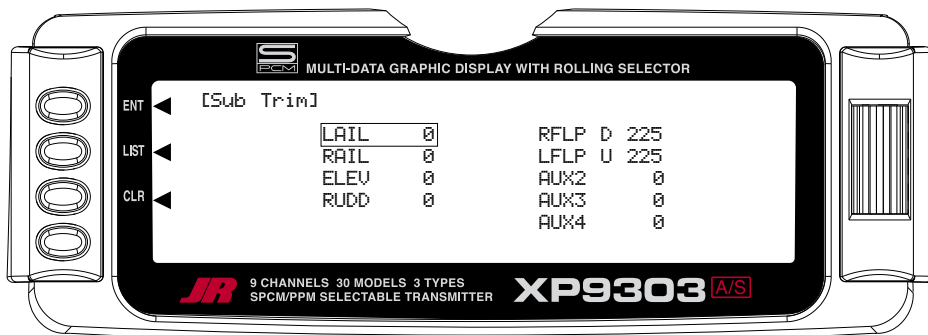 S
PCM
MULTI-DATA GRAPHIC DISPLAY WITH ROLLING SELECTOR
ENT
LIST
CLR
[Sub Trim]
LAIL 0
RAIL 0
ELEV 0
RUDD 0
RFLP D 225
LFLP U 225
AUX2 0
AUX3 0
AUX4 0
JR
9 CHANNELS 30 MODELS 3 TYPES
SPCM/PPM SELECTABLE TRANSMITTER
XP9303 A/S